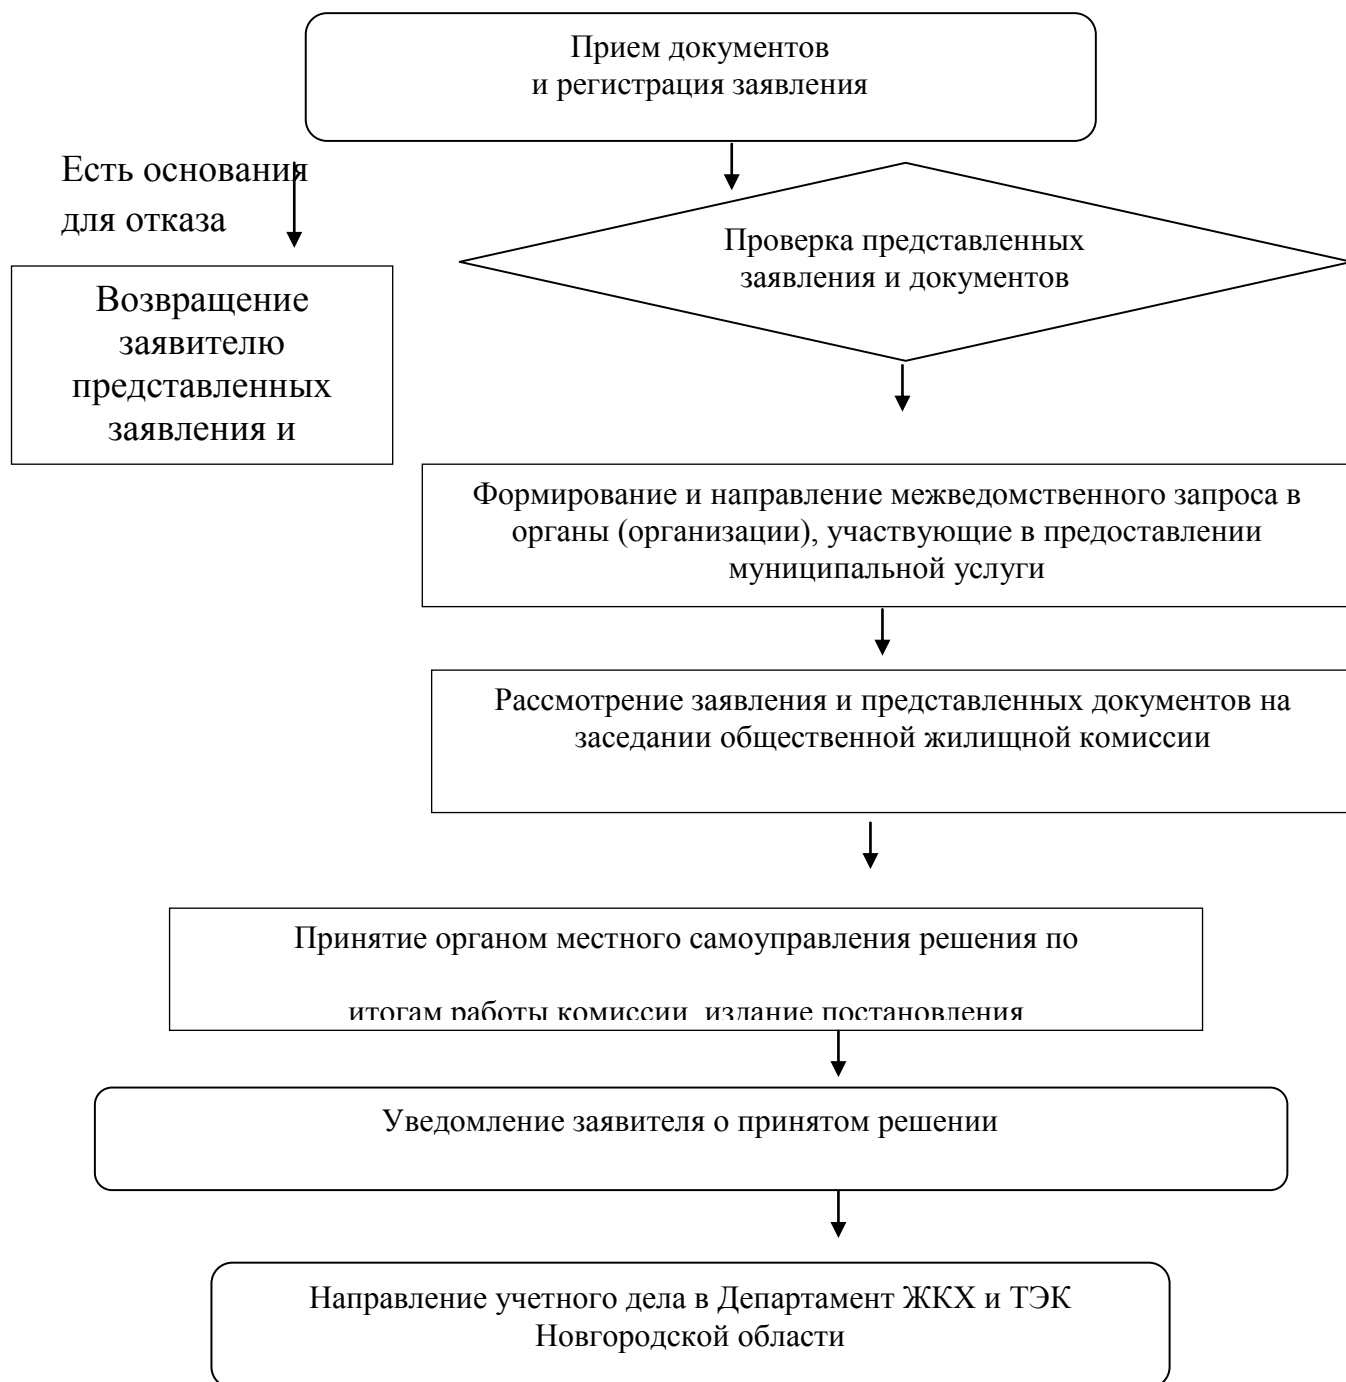 Прием документов
и регистрация заявления
Есть основания
для отказа
Проверка представленных
заявления и документов
Возвращение
заявителю
представленных
заявления и
Формирование и направление межведомственного запроса в
органы (организации), участвующие в предоставлении
муниципальной услуги
Рассмотрение заявления и представленных документов на
заседании общественной жилищной комиссии
Принятие органом местного самоуправления решения по
итогам работы комиссии издание постановления
Уведомление заявителя о принятом решении
Направление учетного дела в Департамент ЖКХ и ТЭК
Новгородской области